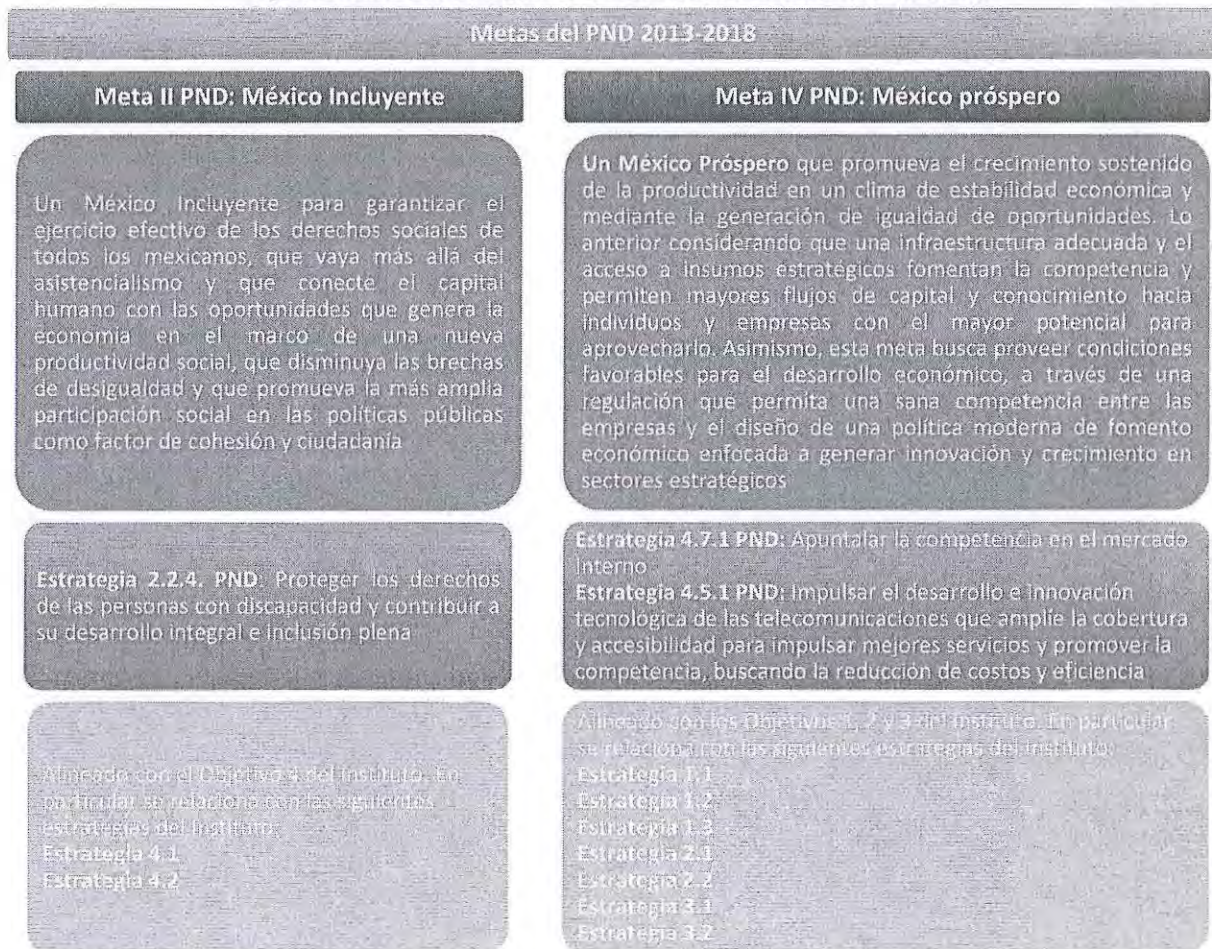 Metas del PND 2013-2018
Meta II PND: México Incluyente
Un México Incluyente para garantizar el
ejercicio efectivo de los derechos sociales de
todos los mexicanos, que vaya más allá del
asistencialismo y que conecte el capital
humano con las oportunidades que genera la
economía en el marco de una nueva
productividad social, que disminuya las brechas
de desigualdad y que promueva la más amplia
participación social en las políticas públicas
como factor de cohesión y ciudadanía
Estrategia 2.2.4. PND: Proteger los derechos
de las personas con discapacidad y contribuir a
su desarrollo integral e inclusión plena
Alineado con el Objetivo 4 del Instituto. En
particular se relaciona con las siguientes
estrategias del Instituto:
Estrategia 4.1
Estrategia 4.2
Meta IV PND: México próspero
Un México Próspero que promueva el crecimiento sostenido
de la productividad en un clima de estabilidad económica y
mediante la generación de igualdad de oportunidades. Lo
anterior considerando que una infraestructura adecuada y el
acceso a insumos estratégicos fomentan la competencia y
permiten mayores flujos de capital y conocimiento hacia
individuos y empresas con el mayor potencial para
aprovecharlo. Asimismo, esta meta busca proveer condiciones
favorables para el desarrollo económico, a través de una
regulación que permita una sana competencia entre las
empresas y el diseño de una política moderna de fomento
económico enfocada a generar innovación y crecimiento en
sectores estratégicos
Estrategia 4.7.1 PND: Apuntalar la competencia en el mercado
interno
Estrategia 4.5.1 PND: Impulsar el desarrollo e innovación
tecnológica de las telecomunicaciones que amplíe la cobertura
y accesibilidad para impulsar mejores servicios y promover la
competencia, buscando la reducción de costos y eficiencia
Alineado con los Objetivos 1, 2 y 3 del Instituto. En particular
se relaciona con las siguientes estrategias del Instituto:
Estrategia 1.1
Estrategia 1.2
Estrategia 1.3
Estrategia 2.1
Estrategia 2.2
Estrategia 3.1
Estrategia 3.2